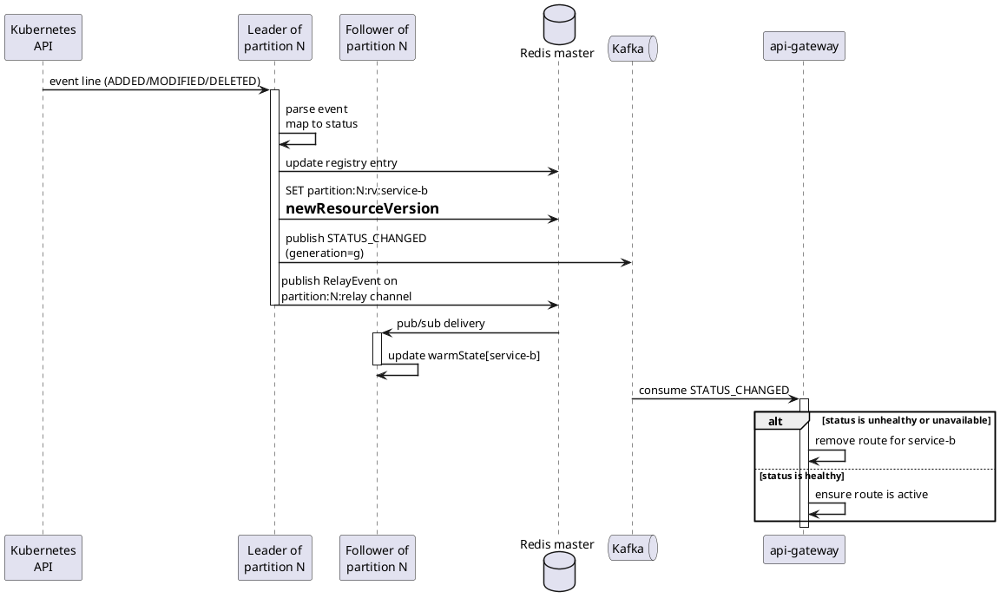 Kubernetes
API
Leader of
partition N
Follower of
partition N
Redis master
Kafka
api-gateway
event line (ADDED/MODIFIED/DELETED)
parse event
map to status
update registry entry
SET partition:N:rv:service-b
newResourceVersion
publish STATUS_CHANGED
(generation=g)
publish RelayEvent on
partition:N:relay channel
pub/sub delivery
update warmState[service-b]
consume STATUS_CHANGED
alt [status is unhealthy or unavailable]
remove route for service-b
[status is healthy]
ensure route is active
Kubernetes
API
Leader of
partition N
Follower of
partition N
Redis master
Kafka
api-gateway